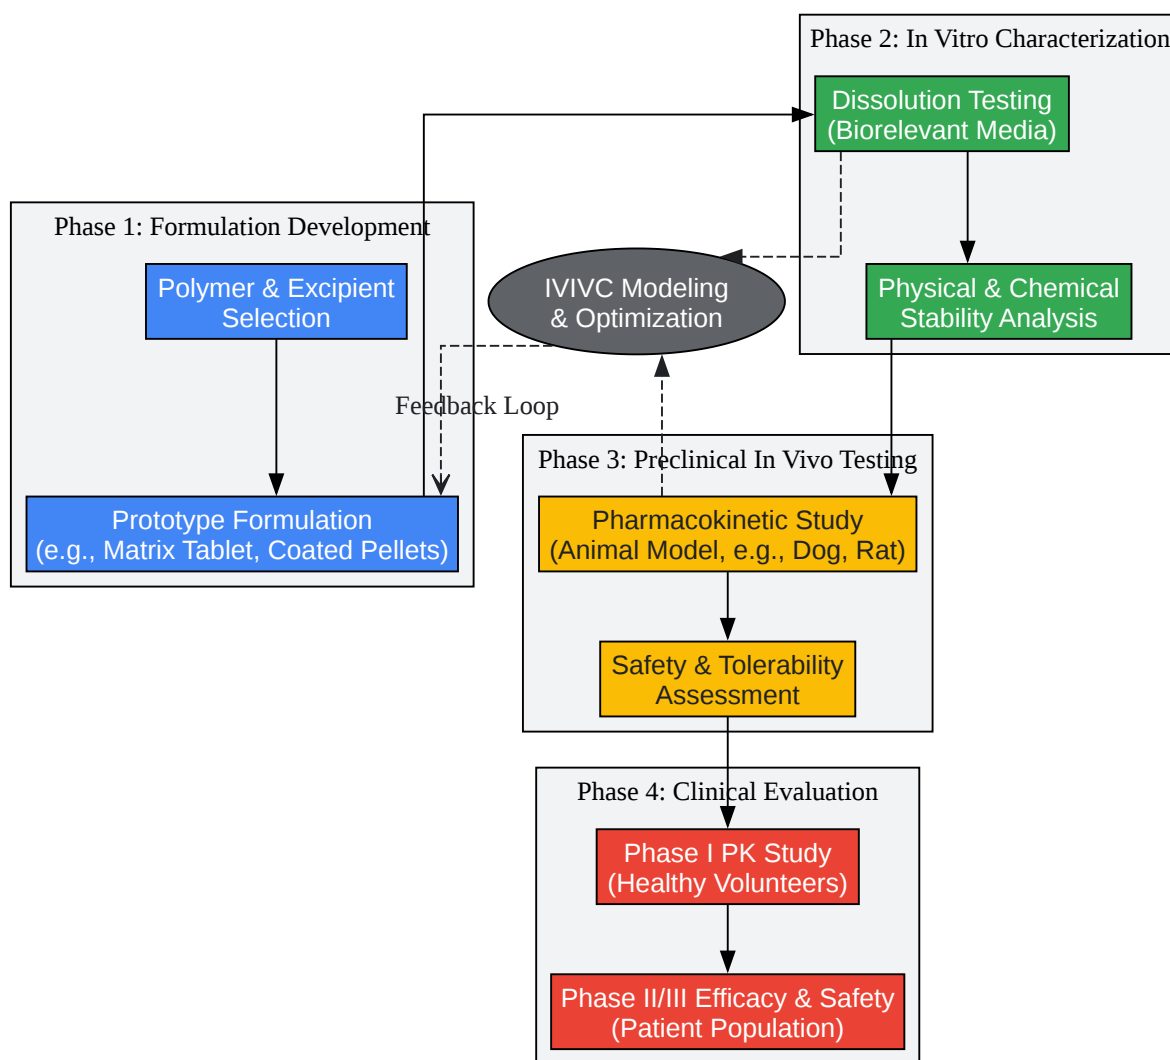 Phase 2: In Vitro Characterization
Dissolution Testing
(Biorelevant Media)
Physical & Chemical
Stability Analysis
Phase 1: Formulation Development
Polymer & Excipient
Selection
Prototype Formulation
(e.g., Matrix Tablet, Coated Pellets)
IVIVC Modeling
& Optimization
Feedback Loop
Phase 3: Preclinical In Vivo Testing
Pharmacokinetic Study
(Animal Model, e.g., Dog, Rat)
Safety & Tolerability
Assessment
Phase 4: Clinical Evaluation
Phase I PK Study
(Healthy Volunteers)
Phase II/III Efficacy & Safety
(Patient Population)